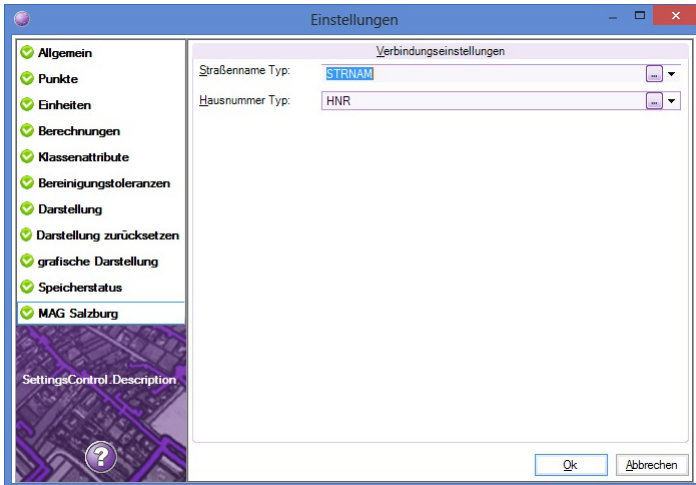 Einstellungen
Allgemein
Punkte
Einheiten
Berechnungen
Klassenattribute
Bereinigungstoleranzen
Darstellung
Darstellung zurücksetzen
grafische Darstellung
Speicherstatus
MAG Salzburg
SettingsControl.Description
?
Verbindungseinstellungen
Straßenname Typ: STRNAM ...
Hausnummer Typ: HNR ...
Ok Abbrechen